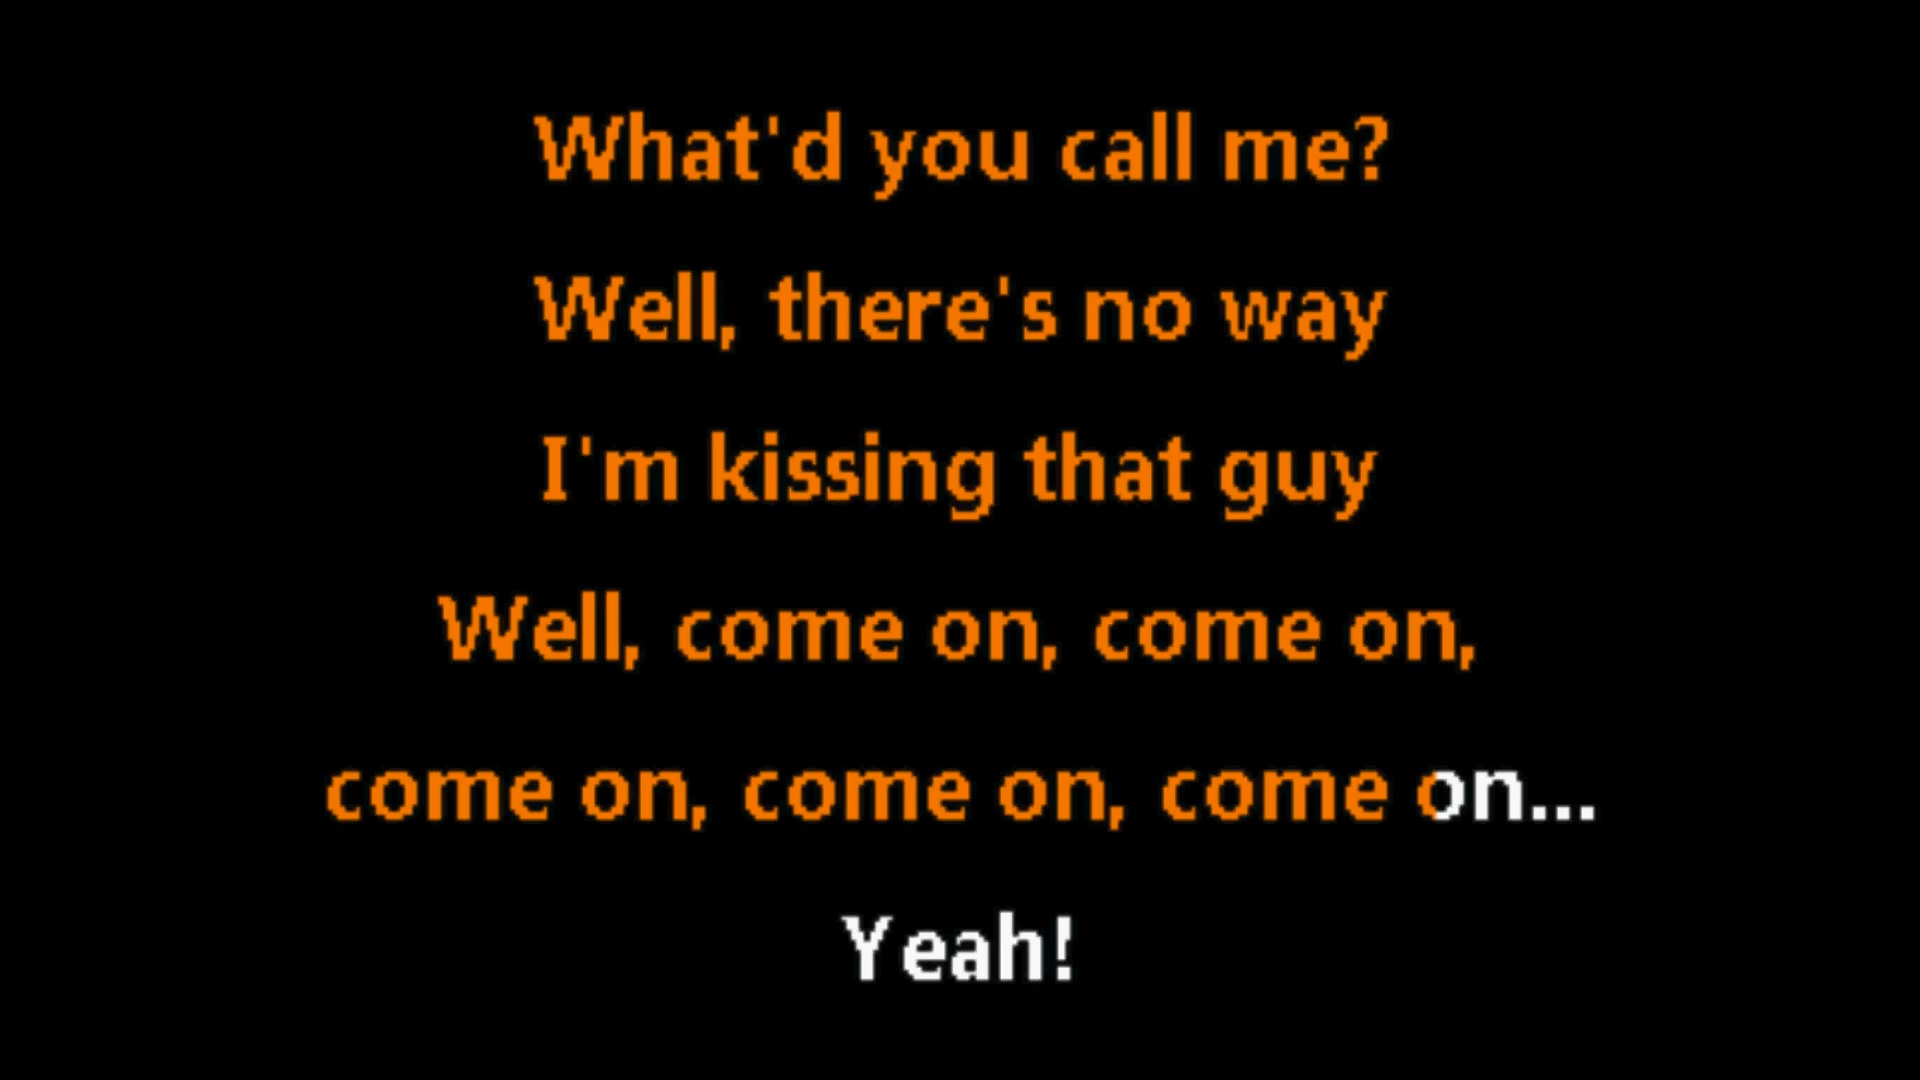 What'd you call me?
Well, there's no way
I'm kissing that guy
Well, come on, come on,
come on, come on, come on...
Yeah!